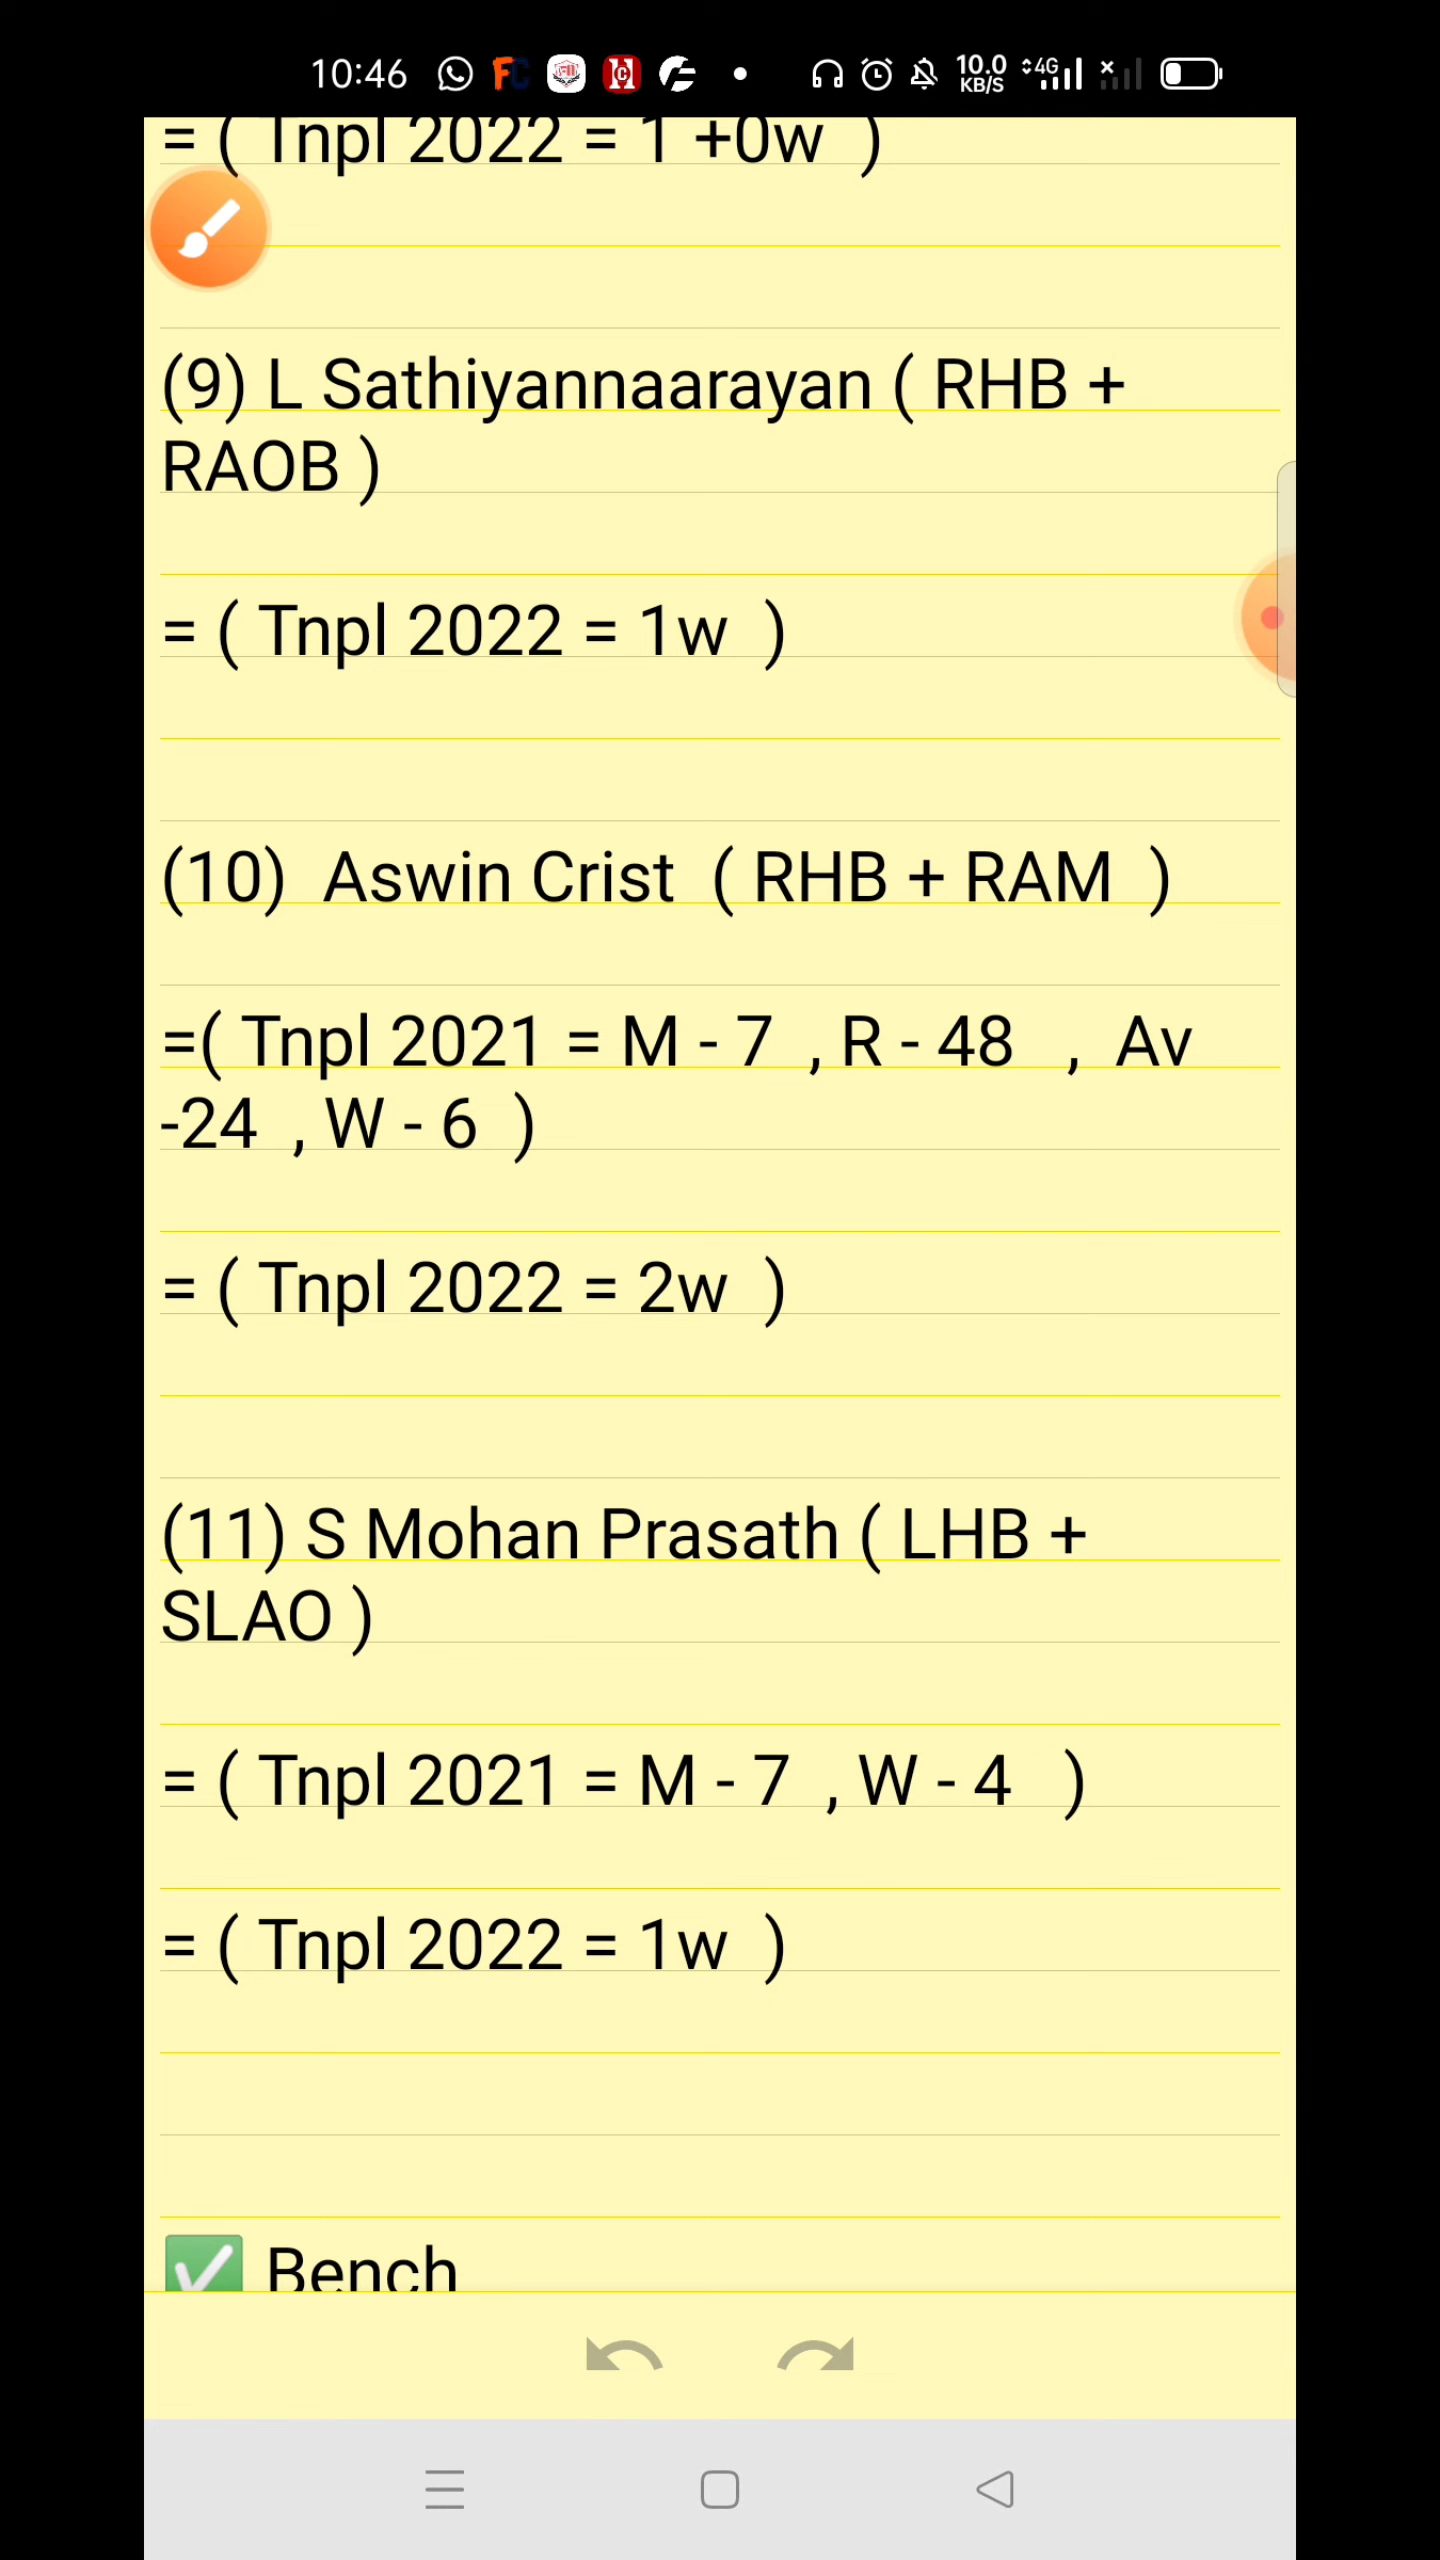 10:46 FC 10.0 KB/S 4G
= ( Tnpl 2022 = 1 +0w )
(9) L Sathiyannaarayan ( RHB +
RAOB )
= ( Tnpl 2022 = 1w )
(10) Aswin Crist ( RHB + RAM )
=( Tnpl 2021 = M - 7 , R - 48 , Av
-24 , W - 6 )
= ( Tnpl 2022 = 2w )
(11) S Mohan Prasath ( LHB +
SLAO )
= ( Tnpl 2021 = M - 7 , W - 4 )
= ( Tnpl 2022 = 1w )
✅ Bench